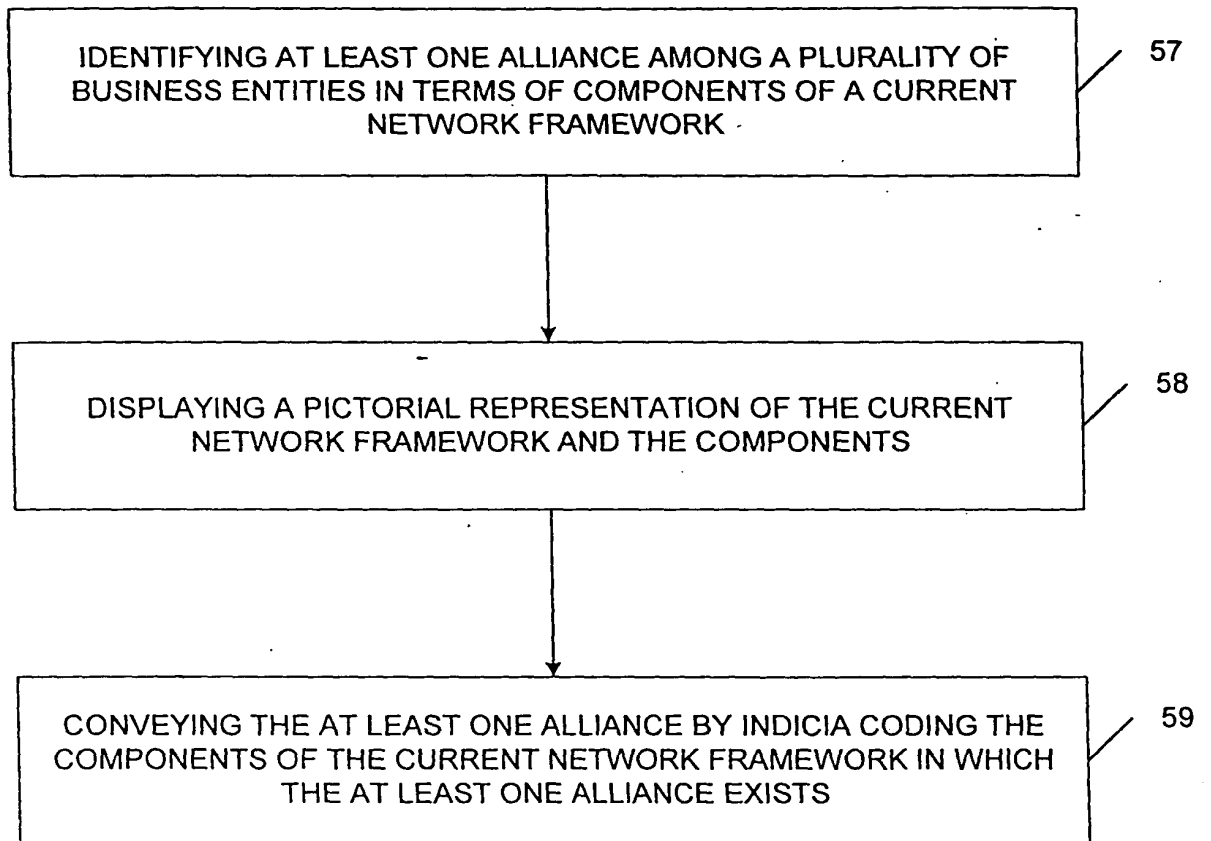 IDENTIFYING AT LEAST ONE ALLIANCE AMONG A PLURALITY OF
BUSINESS ENTITIES IN TERMS OF COMPONENTS OF A CURRENT
NETWORK FRAMEWORK
57
DISPLAYING A PICTORIAL REPRESENTATION OF THE CURRENT
NETWORK FRAMEWORK AND THE COMPONENTS
58
CONVEYING THE AT LEAST ONE ALLIANCE BY INDICIA CODING THE
COMPONENTS OF THE CURRENT NETWORK FRAMEWORK IN WHICH
THE AT LEAST ONE ALLIANCE EXISTS
59